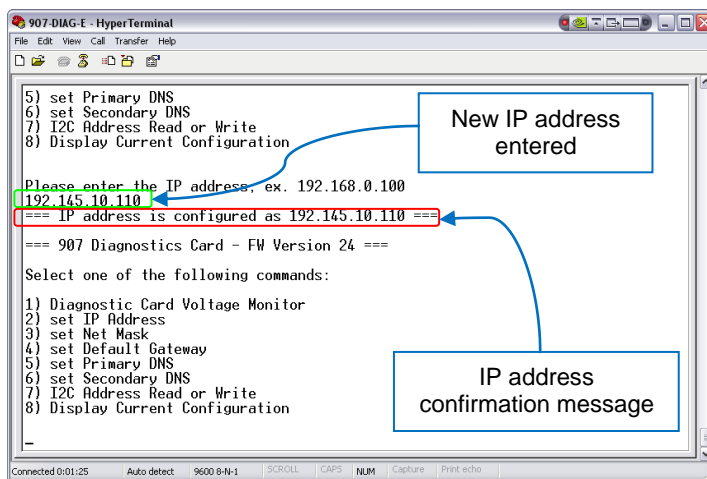 907-DIAG-E - HyperTerminal
File Edit View Call Transfer Help
5) set Primary DNS
6) set Secondary DNS
7) I2C Address Read or Write
8) Display Current Configuration
New IP address
entered
Please enter the IP address, ex. 192.168.0.100
192.145.10.110
=== IP address is configured as 192.145.10.110 ===
=== 907 Diagnostics Card - FW Version 24 ===
Select one of the following commands:
1) Diagnostic Card Voltage Monitor
2) set IP Address
3) set Net Mask
4) set Default Gateway
5) set Primary DNS
6) set Secondary DNS
7) I2C Address Read or Write
8) Display Current Configuration
IP address
confirmation message
_
Connected 0:01:25 Auto detect 9600 8-N-1 SCROLL CAPS NUM Capture Print echo